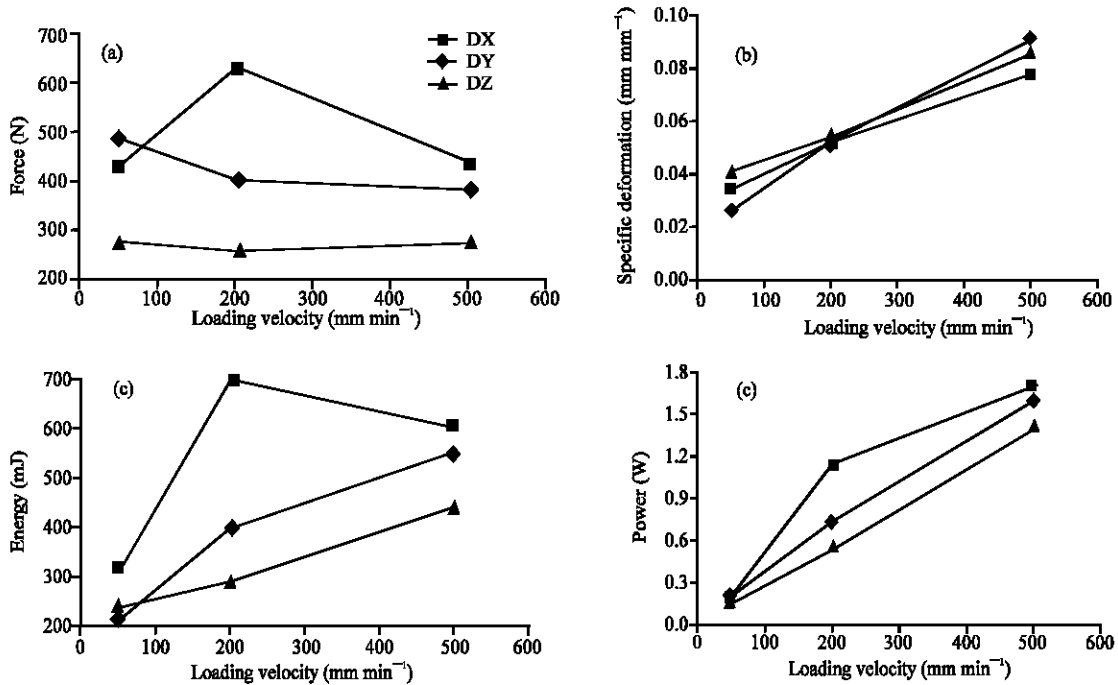 (a)
DX
DY
DZ
Force (N)
700
600
500
400
300
200
0 100 200 300 400 500 600
Loading velocity (mm min⁻¹)
(b)
Specific deformation (mm mm⁻¹)
0.10
0.08
0.06
0.04
0.02
0.00
0 100 200 300 400 500 600
Loading velocity (mm min⁻¹)
(c)
Energy (mJ)
700
600
500
400
300
200
0 100 200 300 400 500 600
Loading velocity (mm min⁻¹)
(c)
Power (W)
1.8
1.5
1.2
0.9
0.6
0.3
0.0
0 100 200 300 400 500 600
Loading velocity (mm min⁻¹)